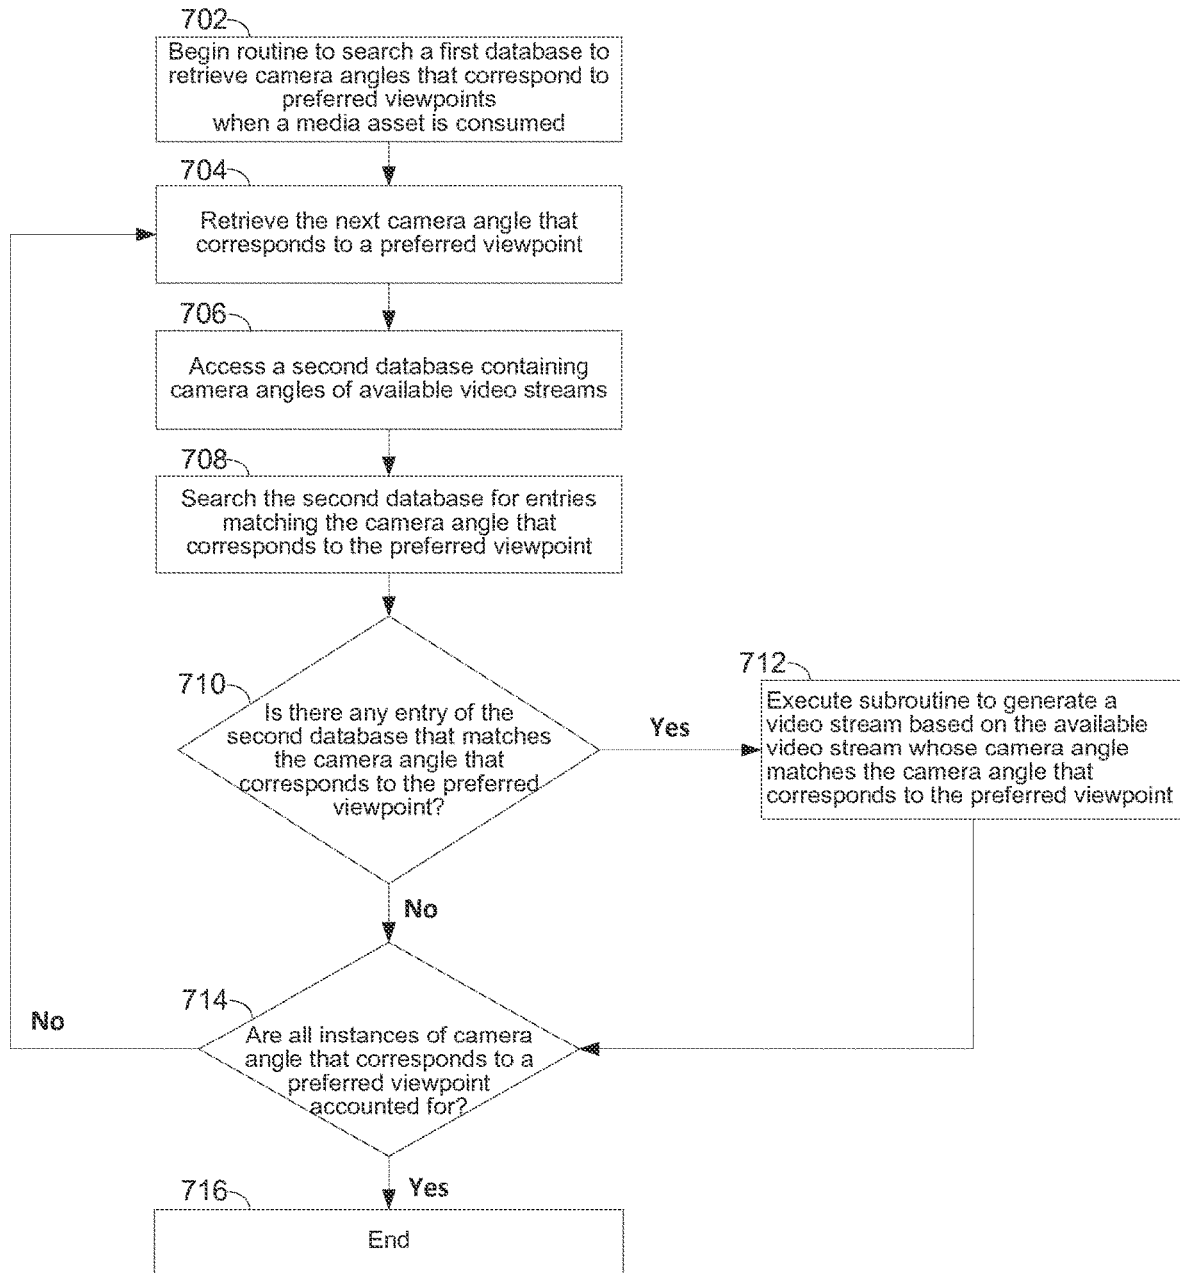 702
Begin routine to search a first database to
retrieve camera angles that correspond to
preferred viewpoints
when a media asset is consumed
704
Retrieve the next camera angle that
corresponds to a preferred viewpoint
706
Access a second database containing
camera angles of available video streams
708
Search the second database for entries
matching the camera angle that
corresponds to the preferred viewpoint
710
Is there any entry of the
second database that matches
the camera angle that
corresponds to the preferred
viewpoint?
Yes
712
Execute subroutine to generate a
video stream based on the available
video stream whose camera angle
matches the camera angle that
corresponds to the preferred viewpoint
No
714
Are all instances of camera
angle that corresponds to a
preferred viewpoint
accounted for?
No
Yes
716
End